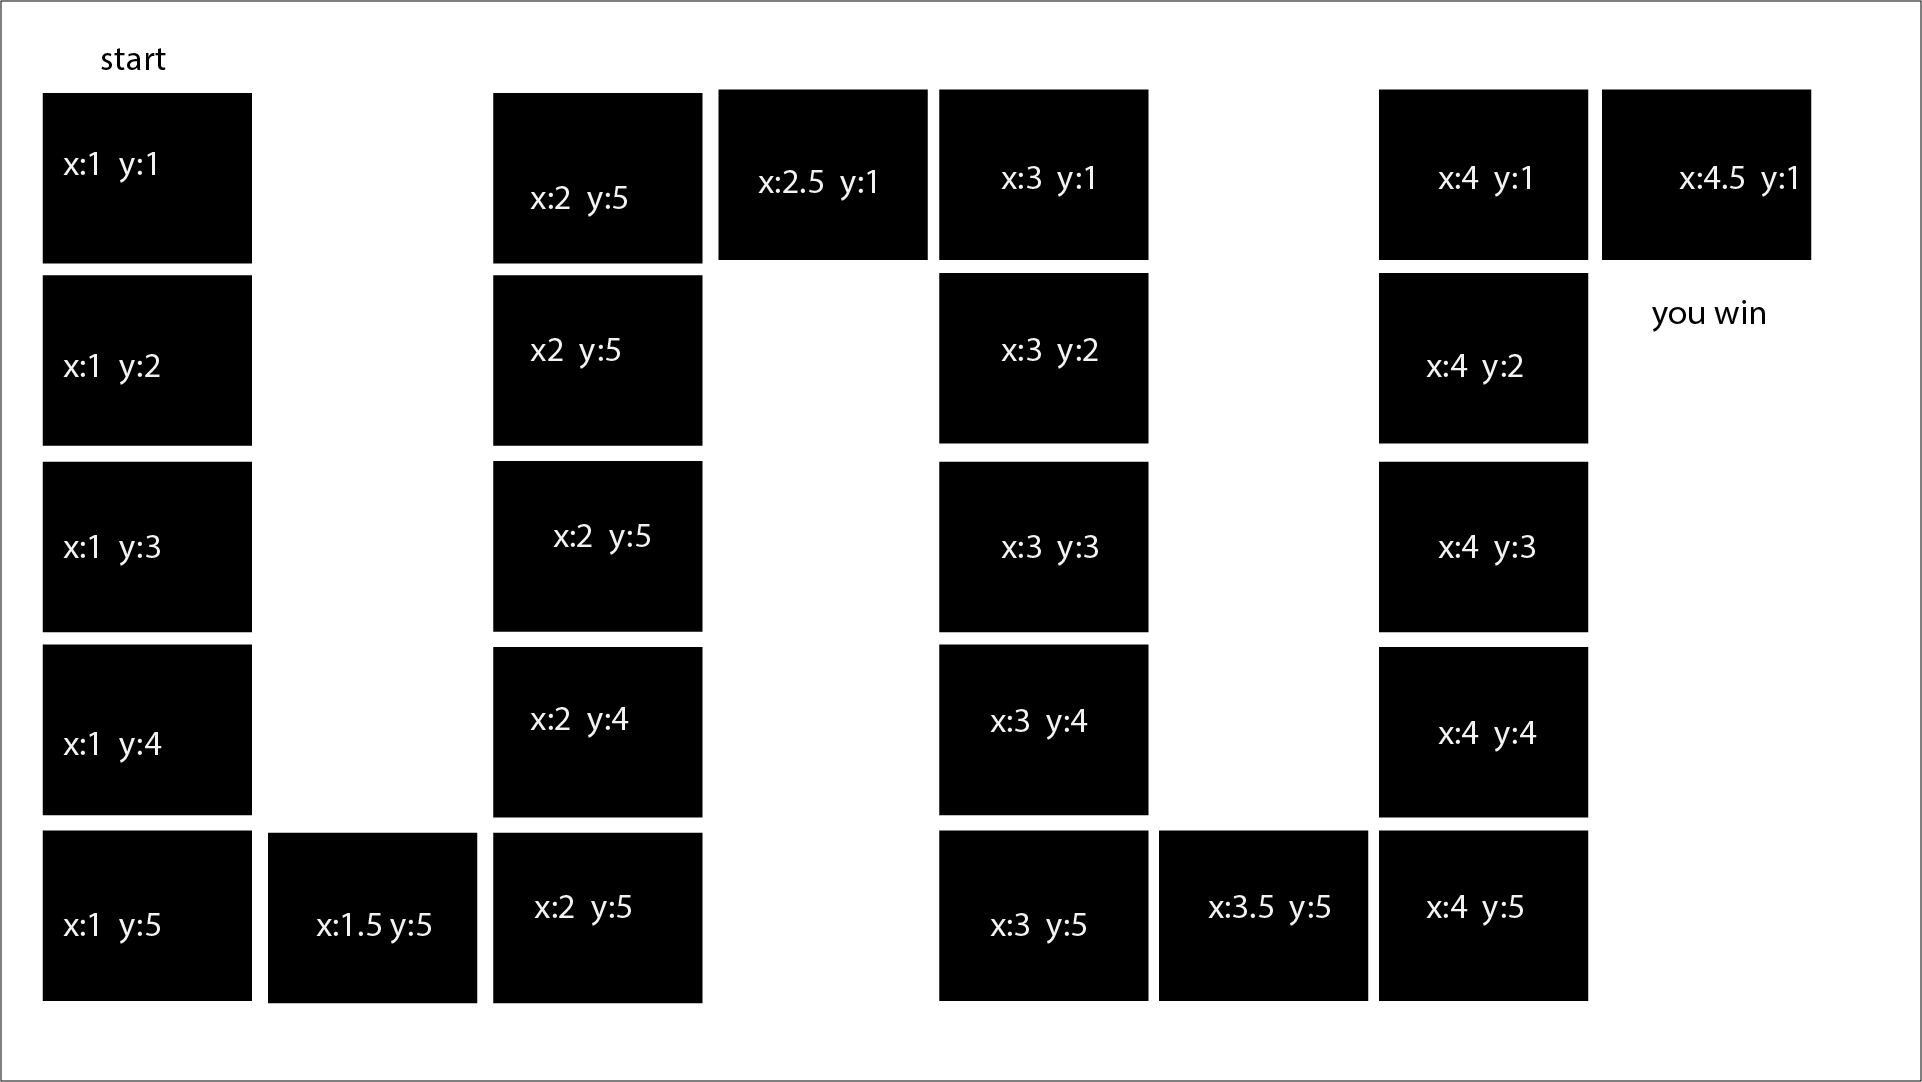 start
x:1  y:1
x:2  y:5
x:2.5  y:1
x:3  y:1
x:4  y:1
x:4.5  y:1
x:1  y:2
x2  y:5
x:3  y:2
x:4  y:2
you win
x:1  y:3
x:2  y:5
x:3  y:3
x:4  y:3
x:1  y:4
x:2  y:4
x:3  y:4
x:4  y:4
x:1  y:5
x:1.5 y:5
x:2  y:5
x:3  y:5
x:3.5  y:5
x:4  y:5